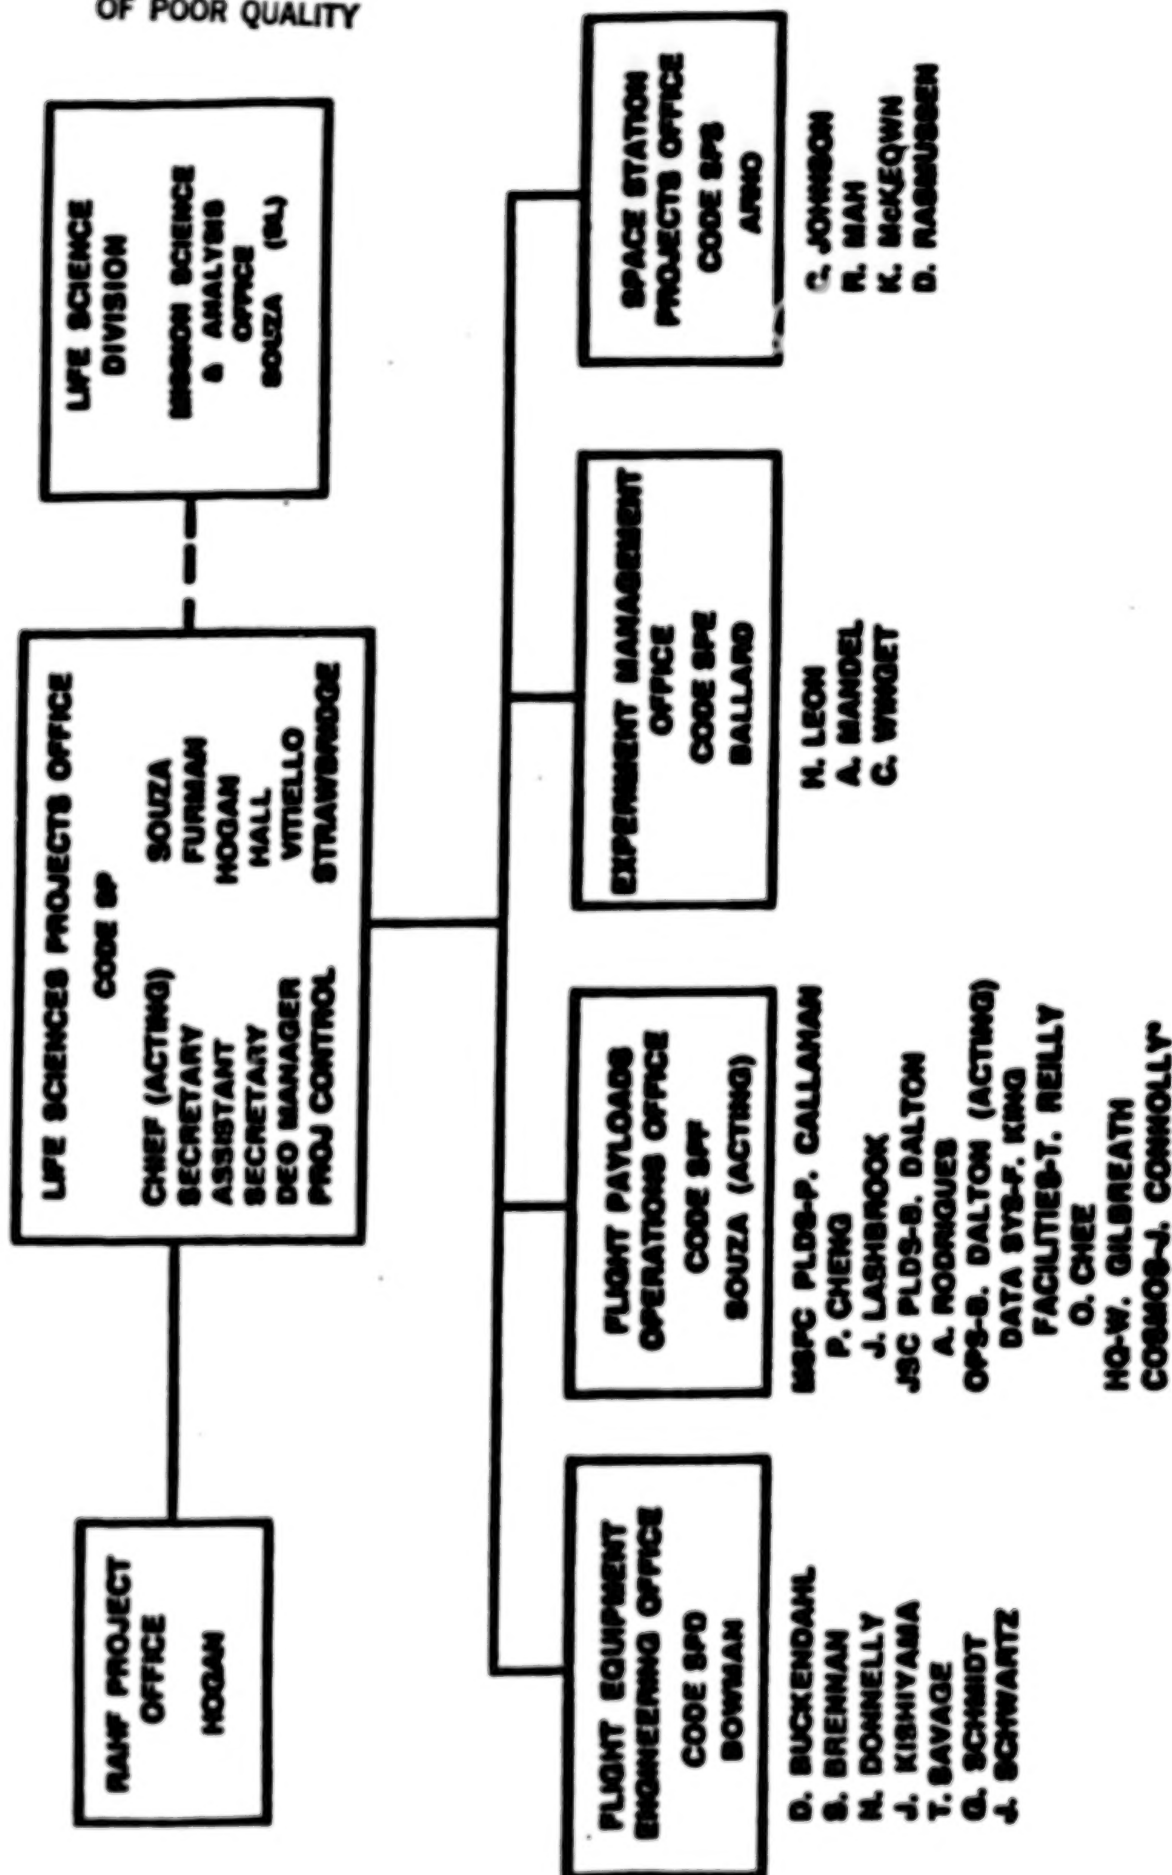 OF POOR QUALITY
RAHF PROJECT
OFFICE
HOGAN
LIFE SCIENCES PROJECTS OFFICE
CODE SP
CHIEF (ACTING) SOUZA
SECRETARY FURMAN
ASSISTANT HOGAN
SECRETARY HALL
DEO MANAGER VITIELLO
PROJ CONTROL STRAWBRIDGE
LIFE SCIENCE
DIVISION
MISSION SCIENCE
& ANALYSIS
OFFICE
SOUZA (SL)
FLIGHT EQUIPMENT
ENGINEERING OFFICE
CODE SPD
BOWMAN
D. BUCKENDAHL
S. BRENNAN
N. DONNELLY
J. KISHIYAMA
T. SAVAGE
G. SCHMIDT
J. SCHWARTZ
FLIGHT PAYLOADS
OPERATIONS OFFICE
CODE SPF
SOUZA (ACTING)
MSFC PLDS-P. CALLAHAN
P. CHENG
J. LASHBROOK
JSC PLDS-B. DALTON
A. RODRIGUES
OPS-B. DALTON (ACTING)
DATA SYS-F. KING
FACILITIES-T. REILLY
O. CHEE
HQ-W. GILBREATH
COSMOS-J. CONNOLLY*
EXPERIMENT MANAGEMENT
OFFICE
CODE SPE
BALLARD
H. LEON
A. MANDEL
C. WINGET
SPACE STATION
PROJECTS OFFICE
CODE SPS
ARNO
C. JOHNSON
R. MAH
K. McKEOWN
D. RASMUSSEN